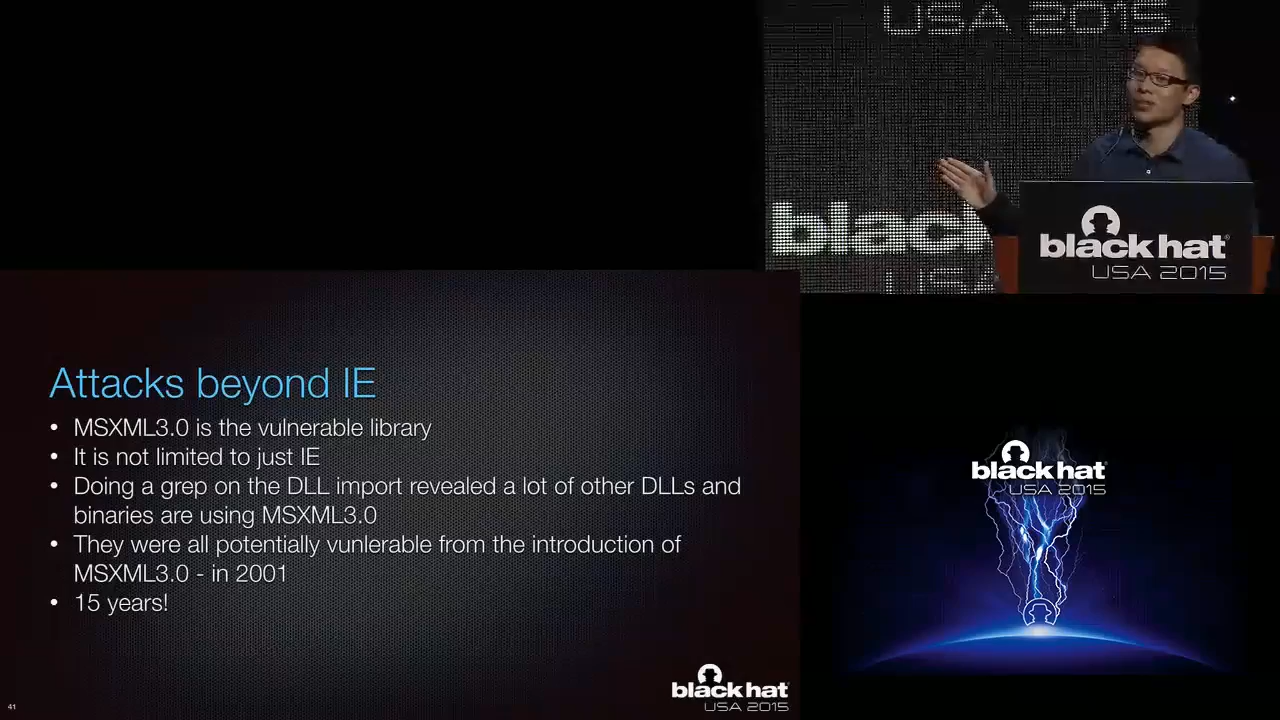 USA 2015
blac
USA
black hat
USA 2015
Attacks beyond IE
• MSXML3.0 is the vulnerable library
• It is not limited to just IE
• Doing a grep on the DLL import revealed a lot of other DLLs and
binaries are using MSXML3.0
• They were all potentially vunlerable from the introduction of
MSXML3.0 - in 2001
• 15 years!
black hat
USA 2015
41
black hat
USA 2015